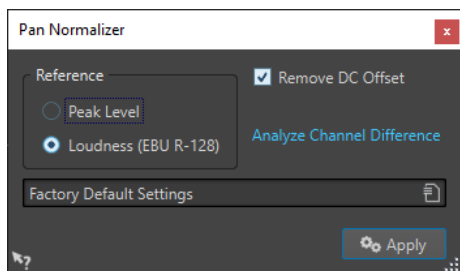 Pan Normalizer
x
Reference
Peak Level
Loudness (EBU R-128)
Remove DC Offset
Analyze Channel Difference
Factory Default Settings
Apply
?